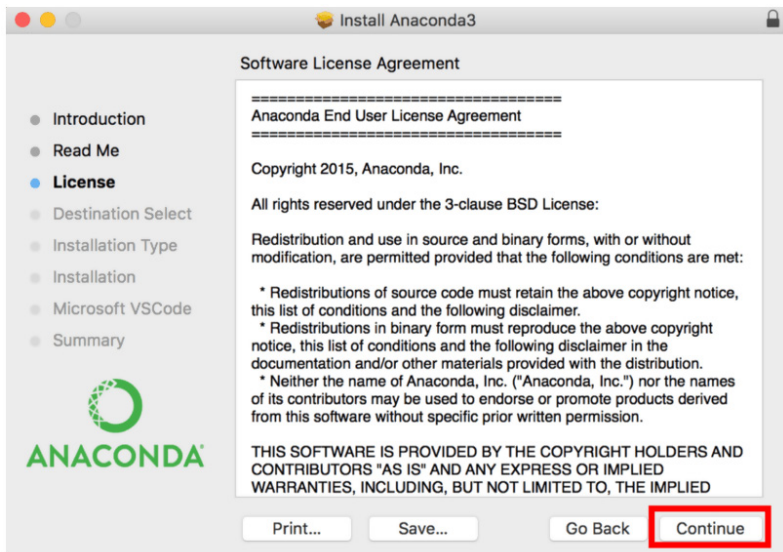 Install Anaconda3
Software License Agreement
Introduction
Read Me
License
Destination Select
Installation Type
Installation
Microsoft VSCode
Summary
ANACONDA
===================================
Anaconda End User License Agreement
===================================
Copyright 2015, Anaconda, Inc.
All rights reserved under the 3-clause BSD License:
Redistribution and use in source and binary forms, with or without
modification, are permitted provided that the following conditions are met:
* Redistributions of source code must retain the above copyright notice,
this list of conditions and the following disclaimer.
* Redistributions in binary form must reproduce the above copyright
notice, this list of conditions and the following disclaimer in the
documentation and/or other materials provided with the distribution.
* Neither the name of Anaconda, Inc. ("Anaconda, Inc.") nor the names
of its contributors may be used to endorse or promote products derived
from this software without specific prior written permission.
THIS SOFTWARE IS PROVIDED BY THE COPYRIGHT HOLDERS AND
CONTRIBUTORS "AS IS" AND ANY EXPRESS OR IMPLIED
WARRANTIES, INCLUDING, BUT NOT LIMITED TO, THE IMPLIED
Print...
Save...
Go Back
Continue